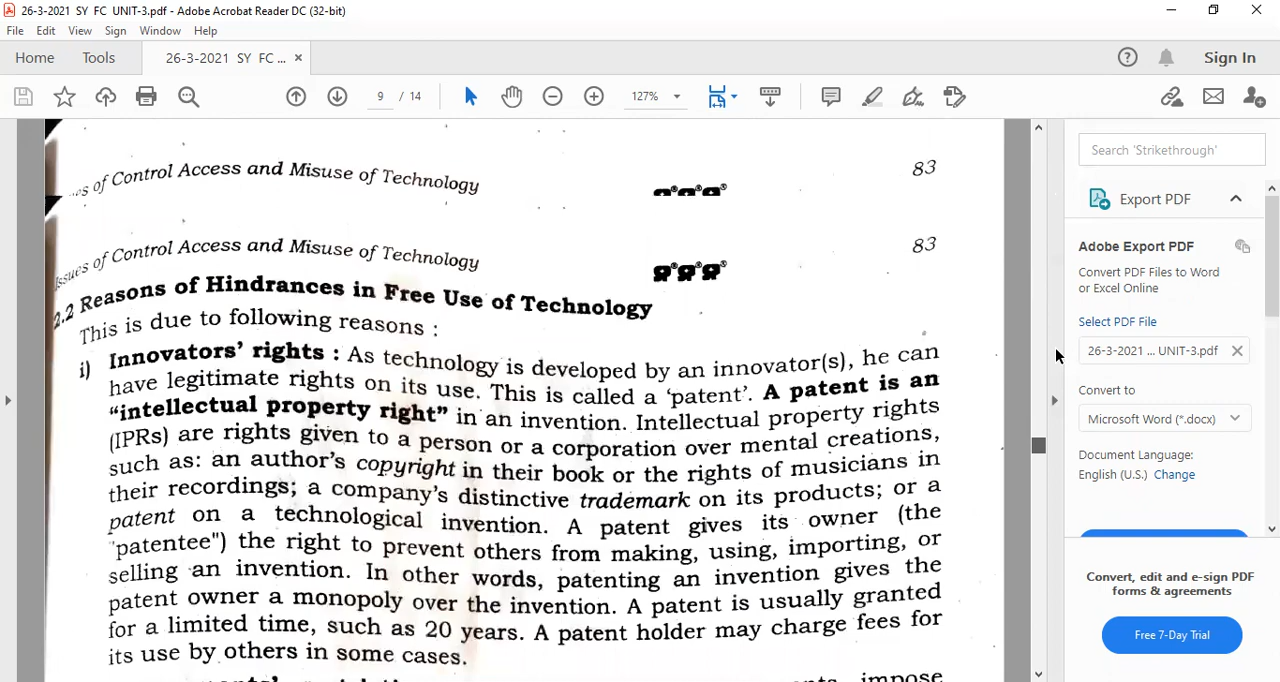 26-3-2021 SY FC UNIT-3.pdf - Adobe Acrobat Reader DC (32-bit)
File Edit View Sign Window Help
Home Tools 26-3-2021 SY FC ... × Sign In
9 / 14 127%
Search 'Strikethrough'
Export PDF
Adobe Export PDF
Convert PDF Files to Word
or Excel Online
Select PDF File
26-3-2021 ... UNIT-3.pdf
Convert to
Microsoft Word (*.docx)
Document Language:
English (U.S.) Change
Convert, edit and e-sign PDF
forms & agreements
Free 7-Day Trial
of Control Access and Misuse of Technology 83
Issues of Control Access and Misuse of Technology 83
2.2 Reasons of Hindrances in Free Use of Technology
This is due to following reasons :
i) Innovators' rights : As technology is developed by an innovator(s), he can
have legitimate rights on its use. This is called a 'patent'. A patent is an
"intellectual property right" in an invention. Intellectual property rights
(IPRs) are rights given to a person or a corporation over mental creations,
such as: an author's copyright in their book or the rights of musicians in
their recordings; a company's distinctive trademark on its products; or a
patent on a technological invention. A patent gives its owner (the
"patentee") the right to prevent others from making, using, importing, or
selling an invention. In other words, patenting an invention gives the
patent owner a monopoly over the invention. A patent is usually granted
for a limited time, such as 20 years. A patent holder may charge fees for
its use by others in some cases.
impose